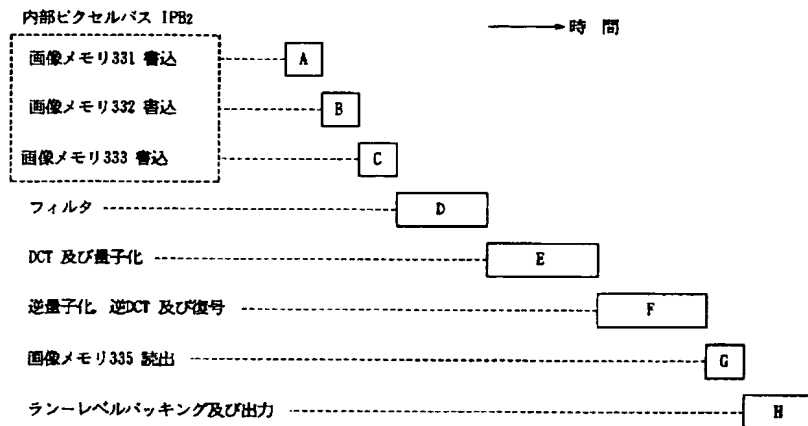 内部ピクセルバス IPB2
時 間
画像メモリ331 書込
A
画像メモリ332 書込
B
画像メモリ333 書込
C
フィルタ
D
DCT 及び量子化
E
逆量子化, 逆DCT 及び復号
F
画像メモリ335 読出
G
ランーレベルパッキング及び出力
H